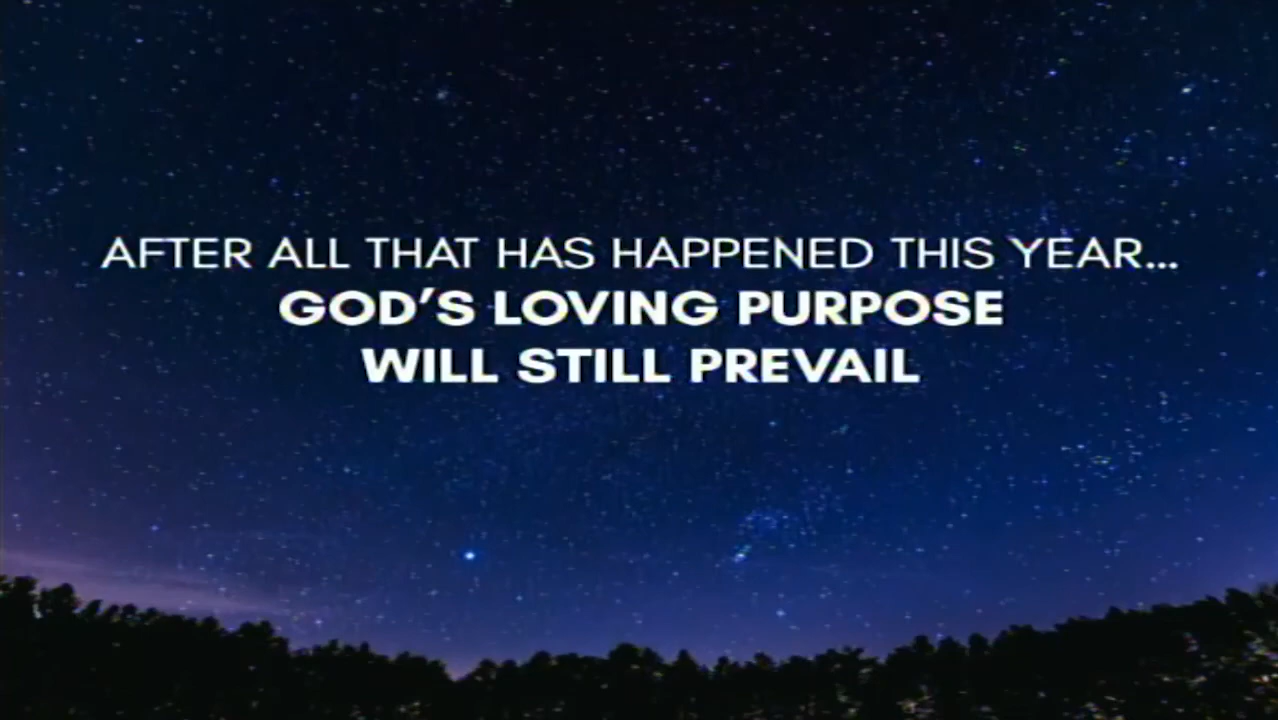 AFTER ALL THAT HAS HAPPENED THIS YEAR...
GOD'S LOVING PURPOSE
WILL STILL PREVAIL